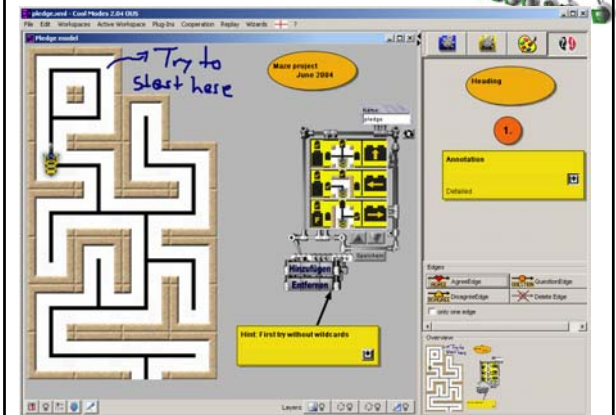 pledge.xml - Cool Modes 2.04 OUS
File Edit Workspaces Active Workspace Plug-Ins Cooperation Replay Wizards ?
Pledge model
Try to
start here
Maze project
June 2004
Name:
pledge
Speichern
Hinzufügen
Entfernen
Hint: First try without wildcards
Layers:
Heading
1.
Annotation
Detailed
Edges
AgreeEdge
QuestionEdge
DisagreeEdge
Delete Edge
only one edge
Overview